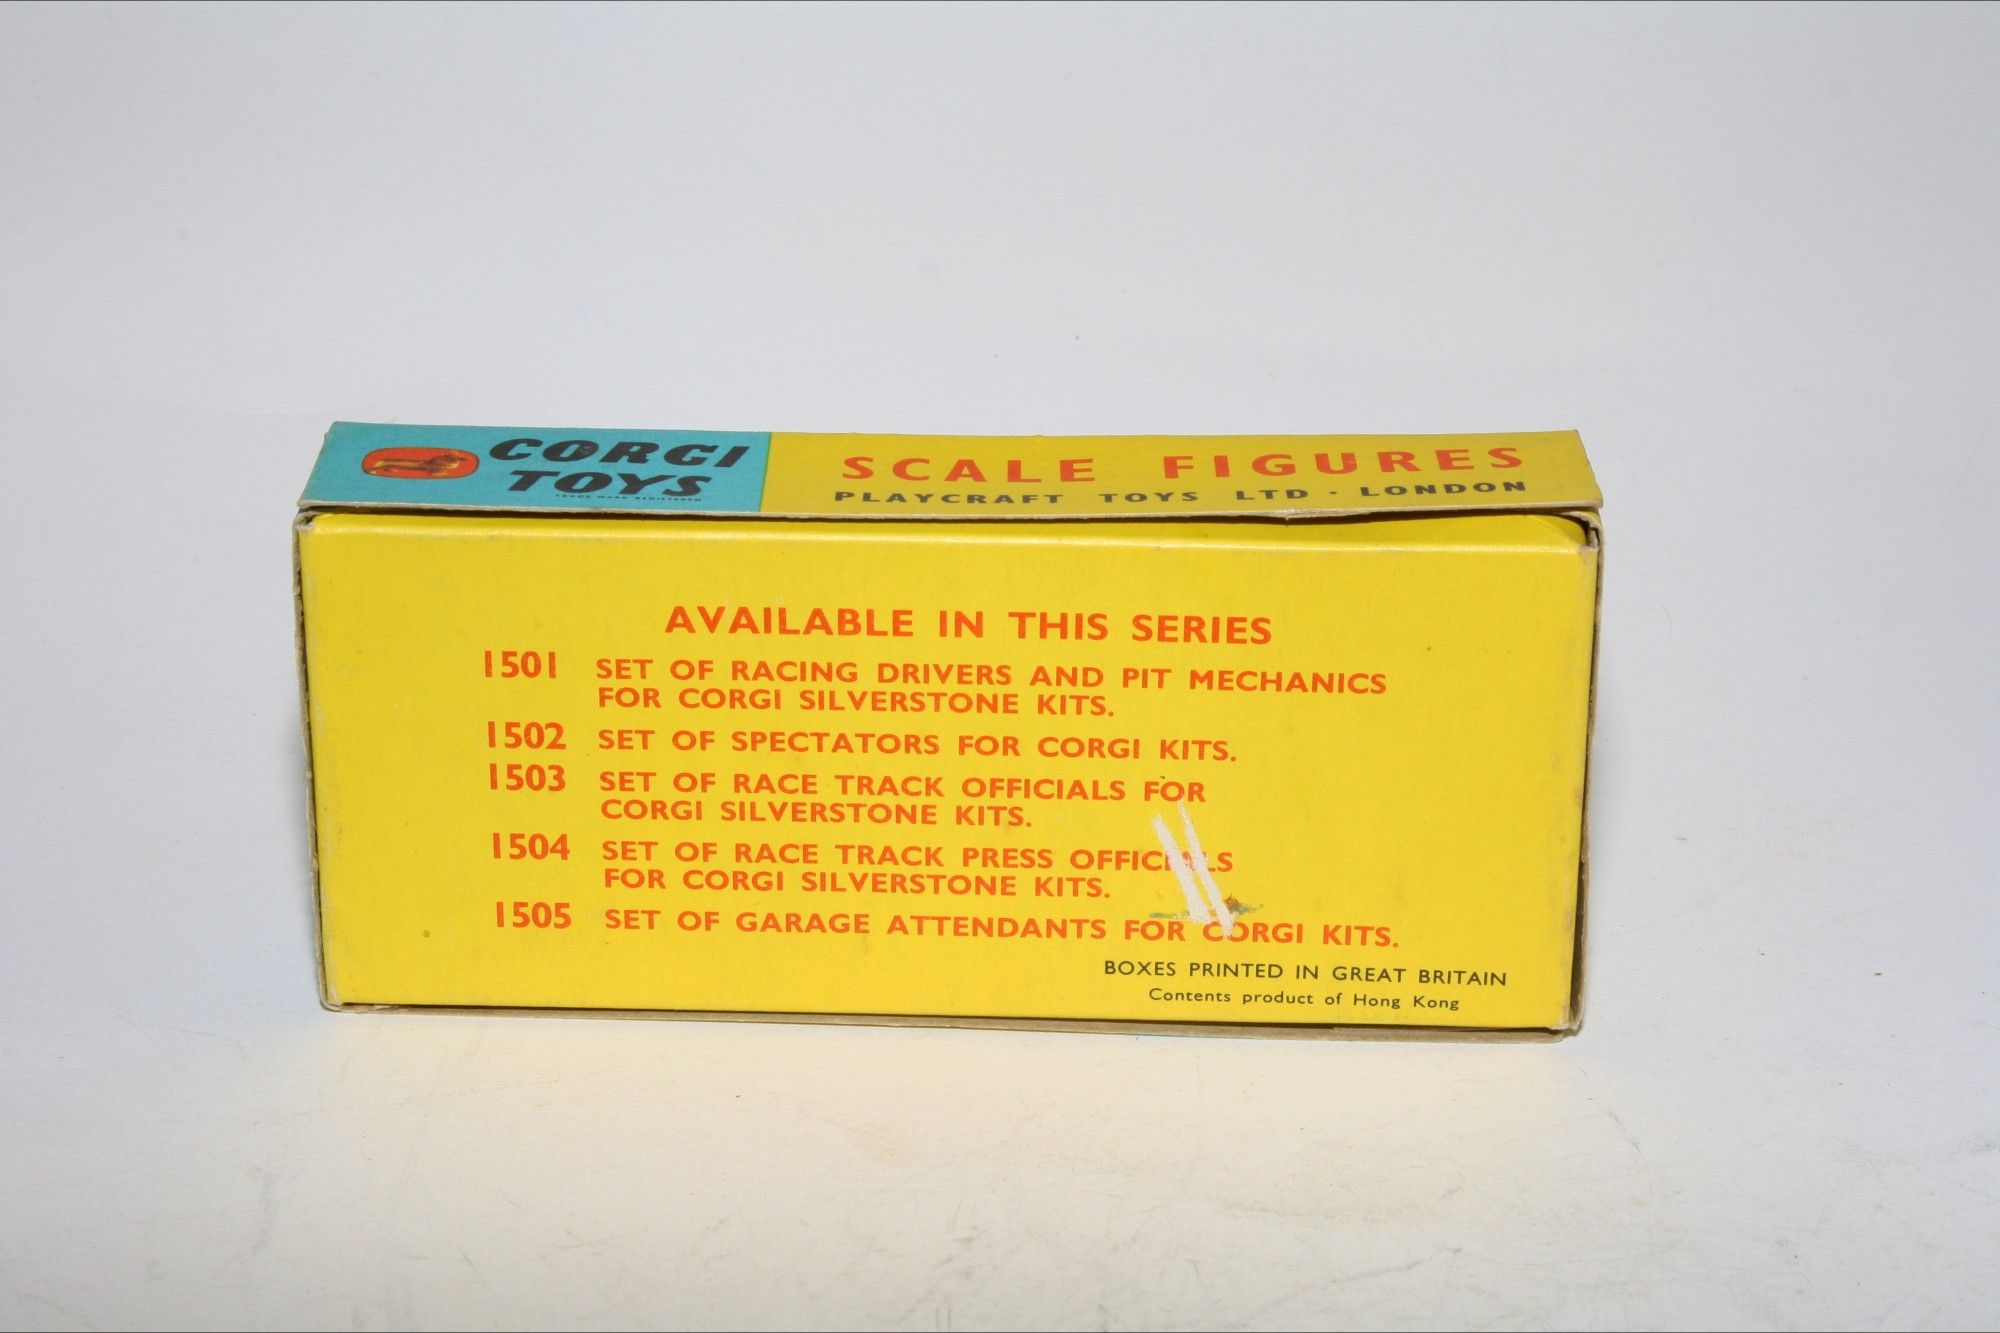 CORGI
TOYS
TRADE MARK REGISTERED
SCALE FIGURES
PLAYCRAFT TOYS LTD · LONDON
AVAILABLE IN THIS SERIES
1501 SET OF RACING DRIVERS AND PIT MECHANICS
FOR CORGI SILVERSTONE KITS.
1502 SET OF SPECTATORS FOR CORGI KITS.
1503 SET OF RACE TRACK OFFICIALS FOR
CORGI SILVERSTONE KITS.
1504 SET OF RACE TRACK PRESS OFFICIALS
FOR CORGI SILVERSTONE KITS.
1505 SET OF GARAGE ATTENDANTS FOR CORGI KITS.
BOXES PRINTED IN GREAT BRITAIN
Contents product of Hong Kong